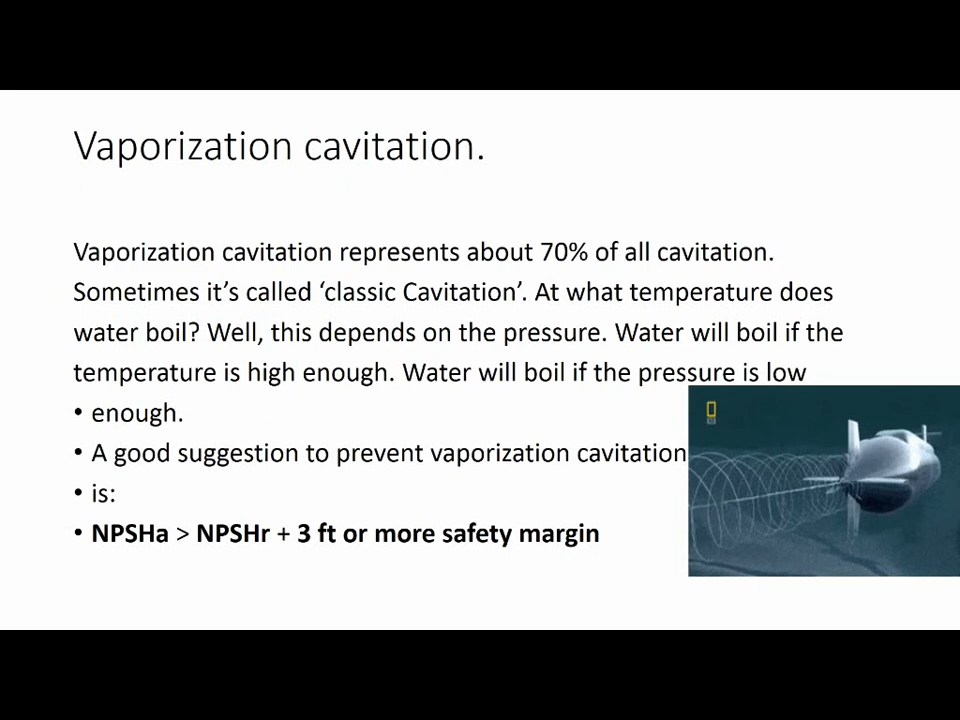 Vaporization cavitation.
Vaporization cavitation represents about 70% of all cavitation.
Sometimes it’s called ‘classic Cavitation’. At what temperature does
water boil? Well, this depends on the pressure. Water will boil if the
temperature is high enough. Water will boil if the pressure is low
• enough.
• A good suggestion to prevent vaporization cavitation
• is:
• NPSHa > NPSHr + 3 ft or more safety margin